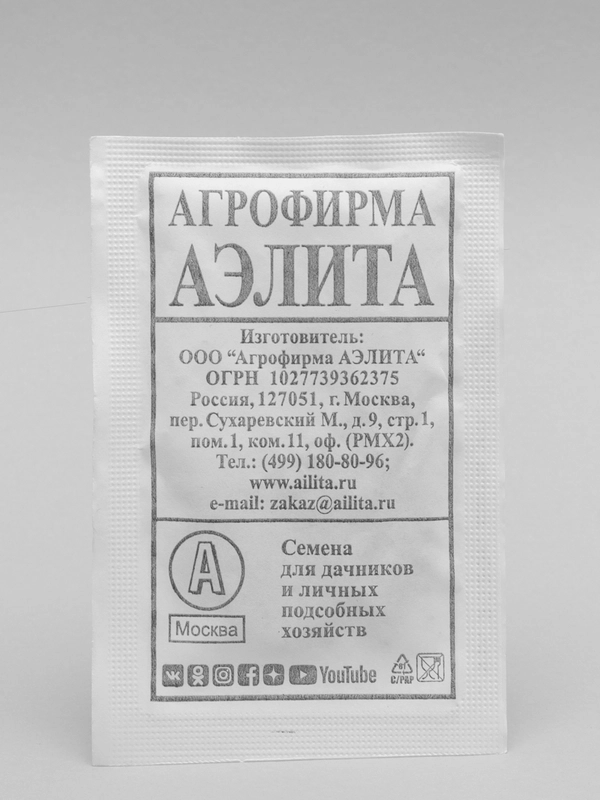 АГРОФИРМА
АЭЛИТА
Изготовитель:
ООО “Агрофирма АЭЛИТА“
ОГРН 1027739362375
Россия, 127051, г. Москва,
пер. Сухаревский М., д. 9, стр. 1,
пом. 1, ком. 11, оф. (РМХ2).
Тел.: (499) 180-80-96;
www.ailita.ru
e-mail: zakaz@ailita.ru
А
Москва
Семена
для дачников
и личных
подсобных
хозяйств
YouTube
81
C/PAP